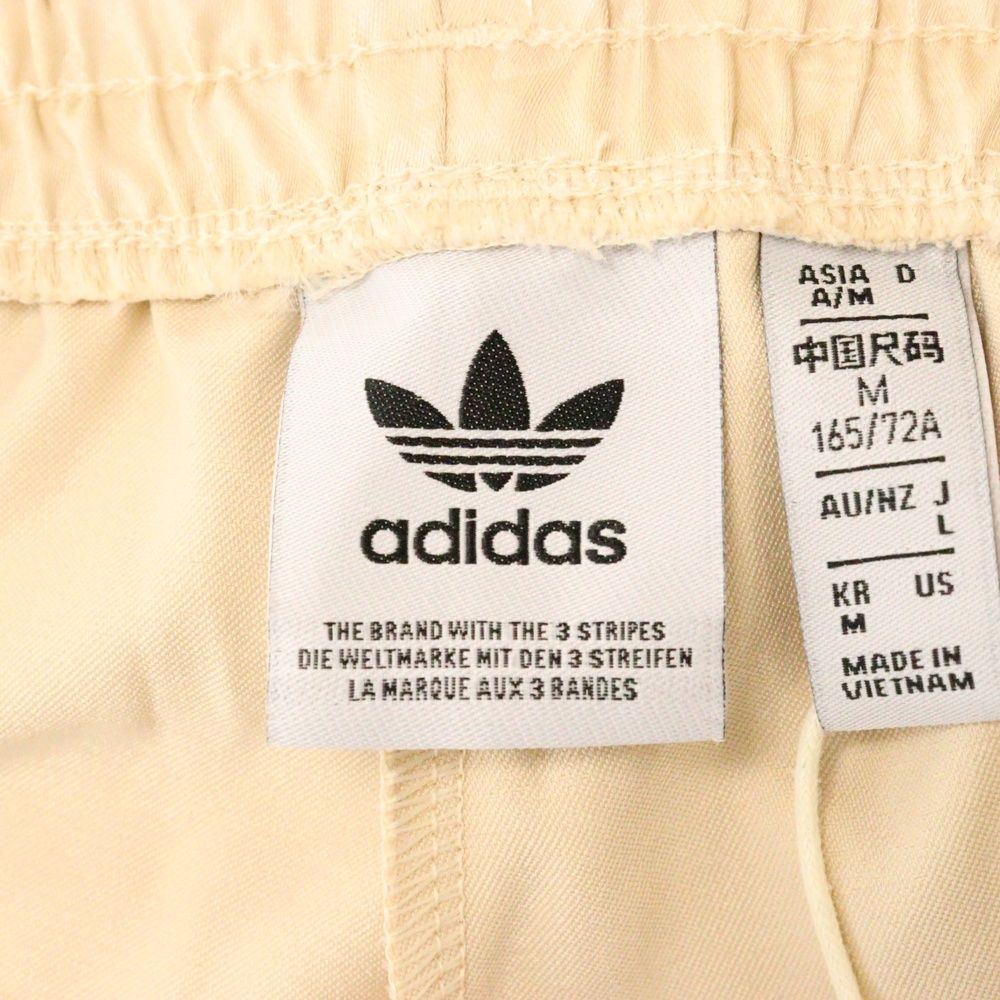 adidas
THE BRAND WITH THE 3 STRIPES
DIE WELTMARKE MIT DEN 3 STREIFEN
LA MARQUE AUX 3 BANDES
ASIA D
A/M
中国尺码
M
165/72A
AU/NZ J
L
KR US
M
MADE IN
VIETNAM